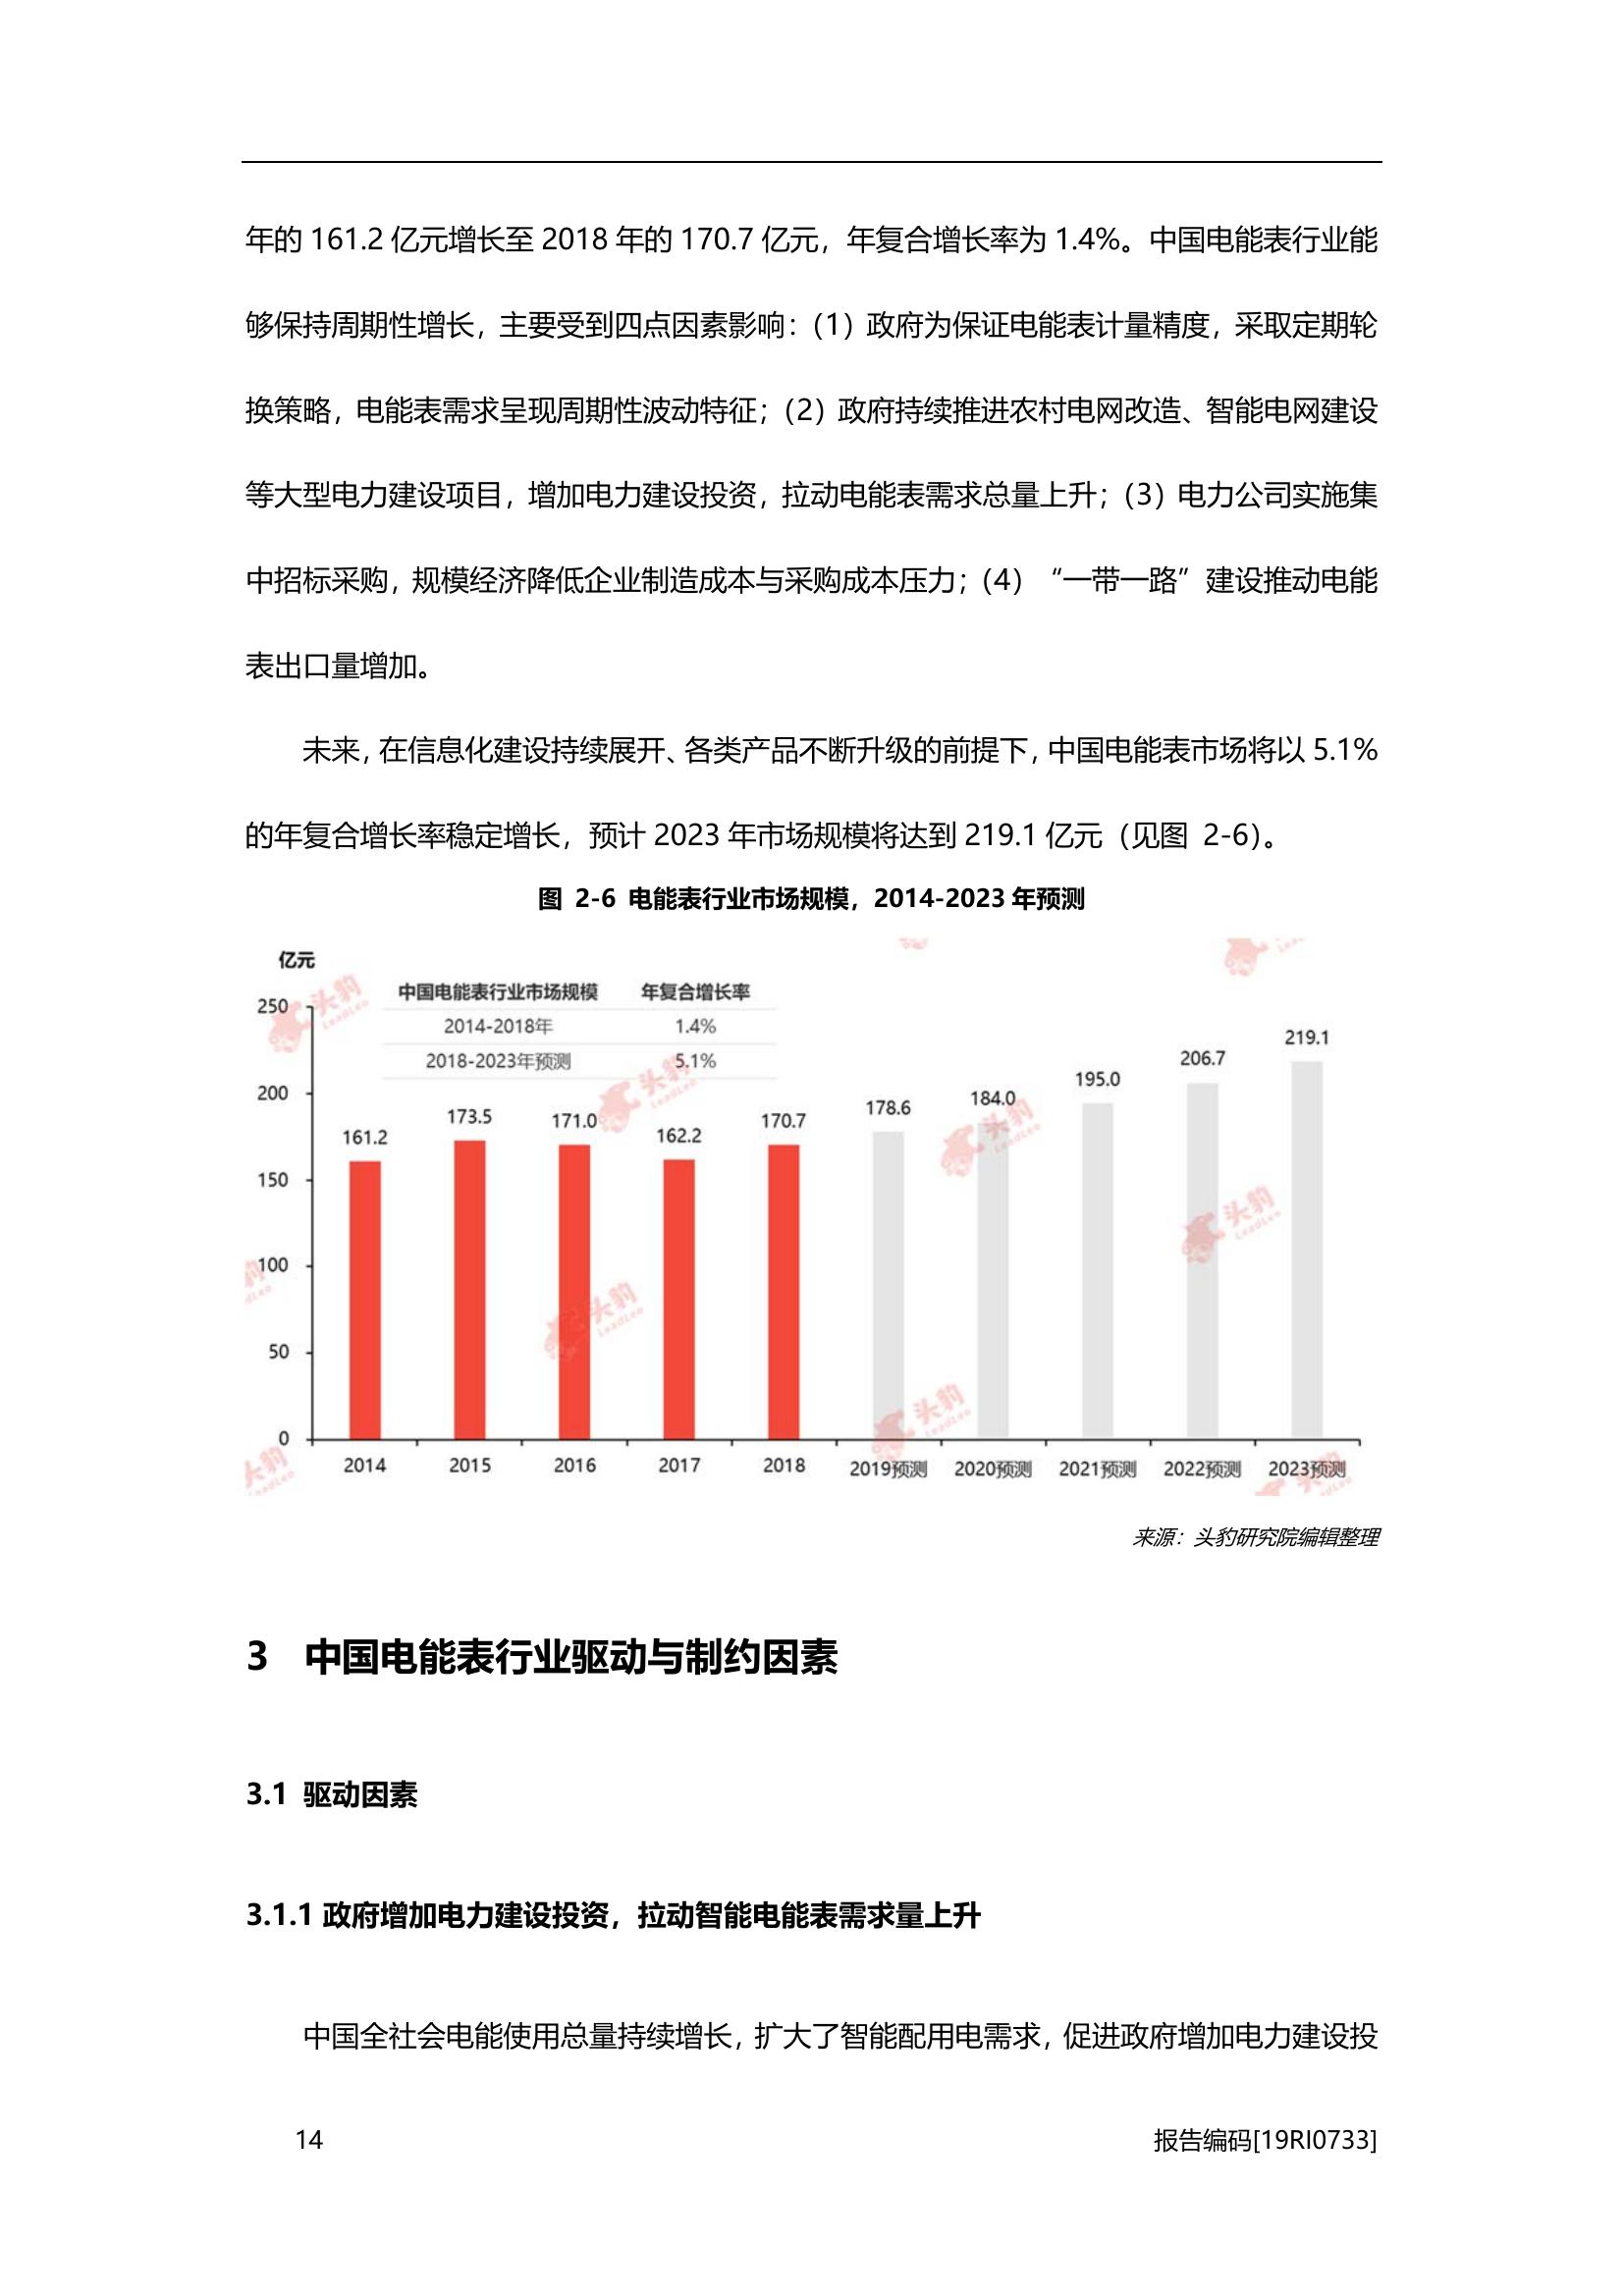 年的 161.2 亿元增长至 2018 年的 170.7 亿元，年复合增长率为 1.4%。中国电能表行业能
够保持周期性增长，主要受到四点因素影响：（1）政府为保证电能表计量精度，采取定期轮
换策略，电能表需求呈现周期性波动特征；（2）政府持续推进农村电网改造、智能电网建设
等大型电力建设项目，增加电力建设投资，拉动电能表需求总量上升；（3）电力公司实施集
中招标采购，规模经济降低企业制造成本与采购成本压力；（4）“一带一路”建设推动电能
表出口量增加。
未来，在信息化建设持续展开、各类产品不断升级的前提下，中国电能表市场将以 5.1%
的年复合增长率稳定增长，预计 2023 年市场规模将达到 219.1 亿元（见图 2-6）。
图 2-6 电能表行业市场规模，2014-2023 年预测
亿元
中国电能表行业市场规模 年复合增长率
2014-2018年 1.4%
2018-2023年预测 5.1%
250
200
150
100
50
0
161.2 173.5 171.0 162.2 170.7 178.6 184.0 195.0 206.7 219.1
2014 2015 2016 2017 2018 2019预测 2020预测 2021预测 2022预测 2023预测
头豹 LeadLeo
头豹 LeadLeo
头豹 LeadLeo
头豹 LeadLeo
头豹 LeadLeo
头豹 LeadLeo
来源：头豹研究院编辑整理
3 中国电能表行业驱动与制约因素
3.1 驱动因素
3.1.1 政府增加电力建设投资，拉动智能电能表需求量上升
中国全社会电能使用总量持续增长，扩大了智能配用电需求，促进政府增加电力建设投
14 报告编码[19RI0733]